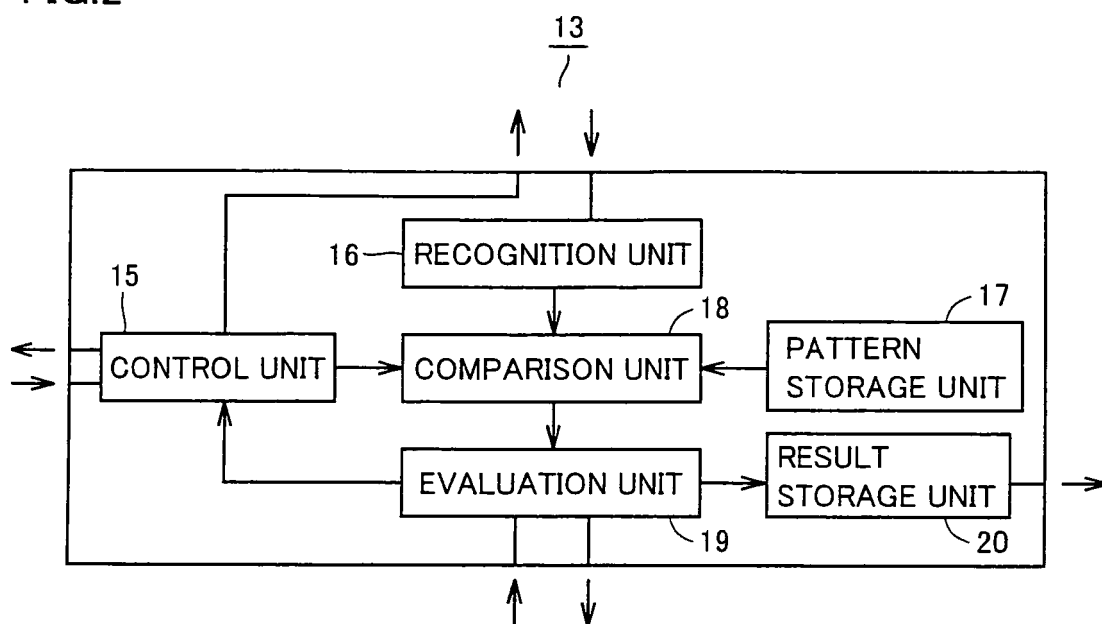 13
RECOGNITION UNIT
16
15
18
17
CONTROL UNIT
COMPARISON UNIT
PATTERN
STORAGE UNIT
EVALUATION UNIT
RESULT
STORAGE UNIT
19
20